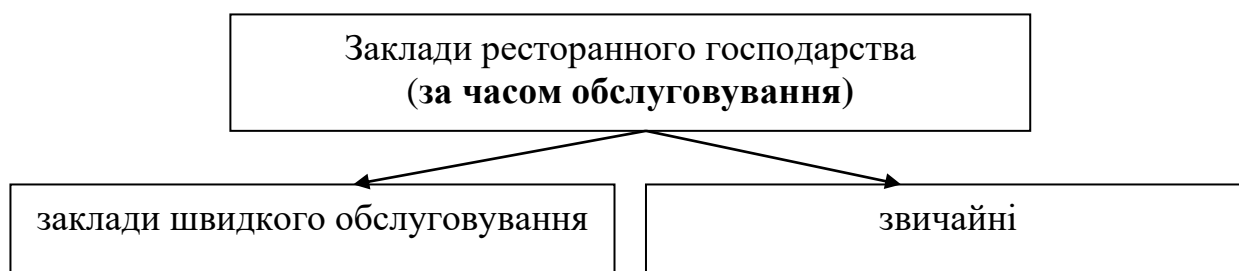 Заклади ресторанного господарства
(за часом обслуговування)
заклади швидкого обслуговування
звичайні